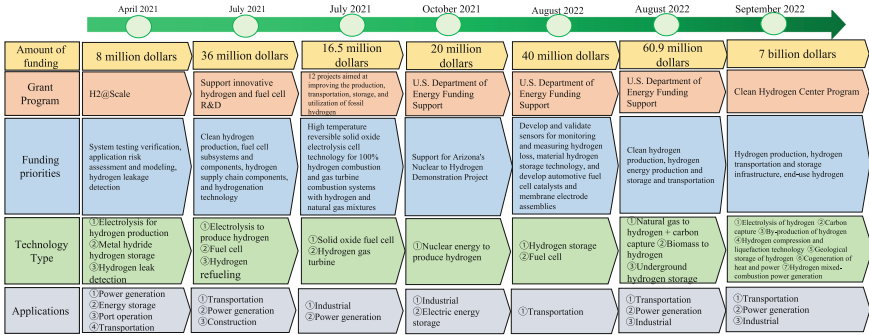 April 2021
July 2021
July 2021
October 2021
August 2022
August 2022
September 2022
Amount of
funding
8 million dollars
36 million dollars
16.5 million
dollars
20 million
dollars
40 million dollars
60.9 million
dollars
7 billion dollars
Grant
Program
H2@Scale
Support innovative
hydrogen and fuel cell
R&D
12 projects aimed at
improving the production,
transportation, storage, and
utilization of fossil
hydrogen
U.S. Department of
Energy Funding
Support
U.S. Department of
Energy Funding
Support
U.S. Department of
Energy Funding
Support
Clean Hydrogen Center Program
Funding
priorities
System testing verification,
application risk
assessment and modeling,
hydrogen leakage
detection
Clean hydrogen
production, fuel cell
subsystems and
components, hydrogen
supply chain components,
and hydrogenation
technology
High temperature
reversible solid oxide
electrolysis cell
technology for 100%
hydrogen combustion
and gas turbine
combustion systems
with hydrogen and
natural gas mixtures
Support for Arizona's
Nuclear to Hydrogen
Demonstration Project
Develop and validate
sensors for monitoring
and measuring hydrogen
loss, material hydrogen
storage technology, and
develop automotive fuel
cell catalysts and
membrane electrode
assemblies
Clean hydrogen
production, hydrogen
energy production and
storage and transportation
Hydrogen production, hydrogen
transportation and storage
infrastructure, end-use hydrogen
Technology
Type
①Electrolysis for
hydrogen production
②Metal hydride
hydrogen storage
③Hydrogen leak
detection
①Electrolysis to
produce hydrogen
②Fuel cell
③Hydrogen
refueling
①Solid oxide fuel cell
②Hydrogen gas
turbine
①Nuclear energy to
produce hydrogen
①Hydrogen storage
②Fuel cell
①Natural gas to
hydrogen + carbon
capture ②Biomass to
hydrogen
③Underground
hydrogen storage
①Electrolysis of hydrogen ②Carbon
capture ③By-production of hydrogen
④Hydrogen compression and
liquefaction technology ⑤Geological
storage of hydrogen ⑥Cogeneration of
heat and power ⑦Hydrogen mixed-
combustion power generation
Applications
①Power generation
②Energy storage
③Port operation
④Transportation
①Transportation
②Power generation
③Construction
①Industrial
②Power generation
①Industrial
②Electric energy
storage
①Transportation
①Transportation
②Power generation
③Industrial
①Transportation
②Power generation
③Industrial